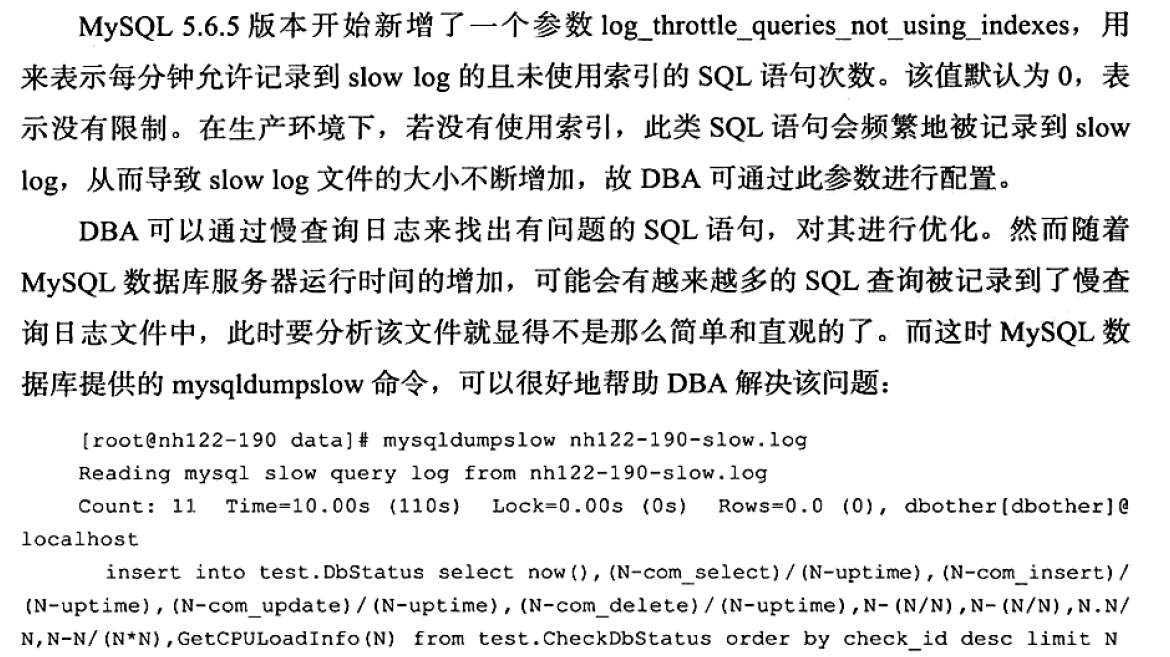 MySQL 5.6.5 版本开始新增了一个参数 log_throttle_queries_not_using_indexes，用
来表示每分钟允许记录到 slow log 的且未使用索引的 SQL 语句次数。该值默认为 0，表
示没有限制。在生产环境下，若没有使用索引，此类 SQL 语句会频繁地被记录到 slow
log，从而导致 slow log 文件的大小不断增加，故 DBA 可通过此参数进行配置。
DBA 可以通过慢查询日志来找出有问题的 SQL 语句，对其进行优化。然而随着
MySQL 数据库服务器运行时间的增加，可能会有越来越多的 SQL 查询被记录到了慢查
询日志文件中，此时要分析该文件就显得不是那么简单和直观的了。而这时 MySQL 数
据库提供的 mysqldumpslow 命令，可以很好地帮助 DBA 解决该问题：
[root@nh122-190 data]# mysqldumpslow nh122-190-slow.log
Reading mysql slow query log from nh122-190-slow.log
Count: 11  Time=10.00s (110s)  Lock=0.00s (0s)  Rows=0.0 (0), dbother[dbother]@
localhost
insert into test.DbStatus select now(),(N-com_select)/(N-uptime),(N-com_insert)/
(N-uptime),(N-com_update)/(N-uptime),(N-com_delete)/(N-uptime),N-(N/N),N-(N/N),N.N/
N,N-N/(N*N),GetCPULoadInfo(N) from test.CheckDbStatus order by check_id desc limit N